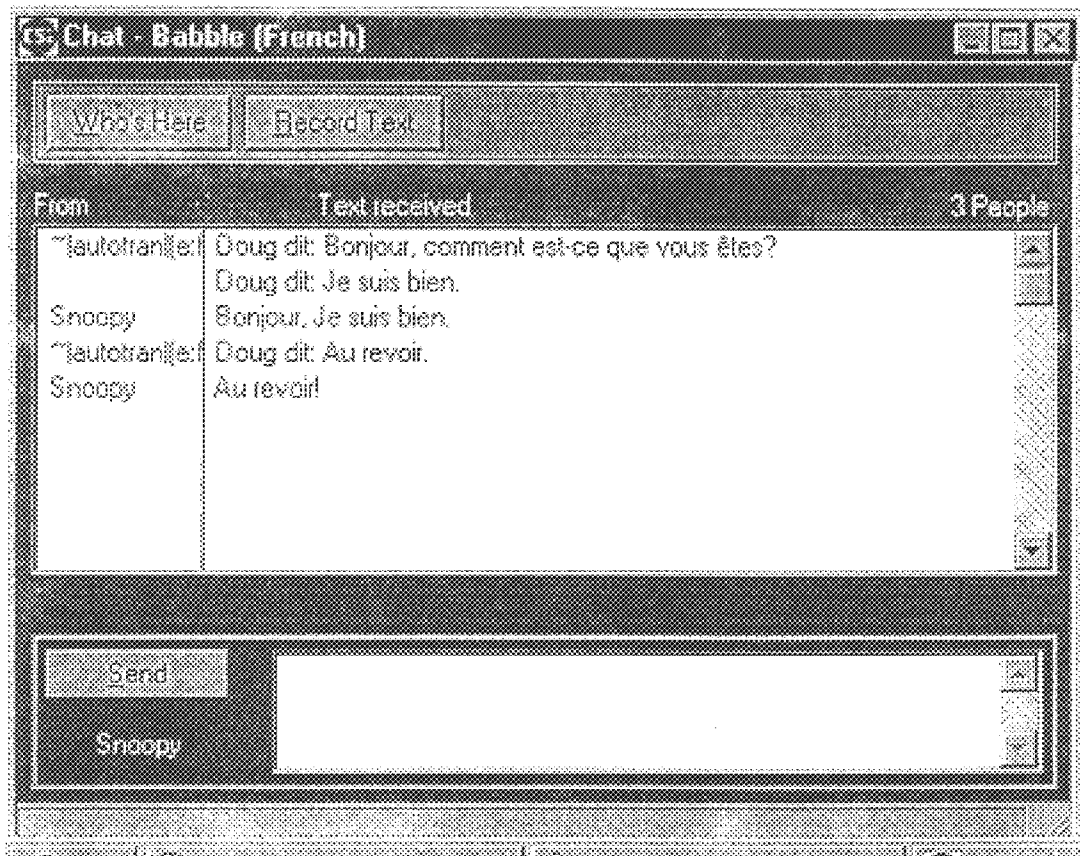 CS: Chat - Babble (French)
Who's Here Record Text
From Text received 3 People
~|autotran|(e:f Doug dit: Bonjour, comment est-ce que vous êtes?
Doug dit: Je suis bien.
Snoopy Bonjour, Je suis bien.
~|autotran|(e:f Doug dit: Au revoir.
Snoopy Au revoir!
Send
Snoopy